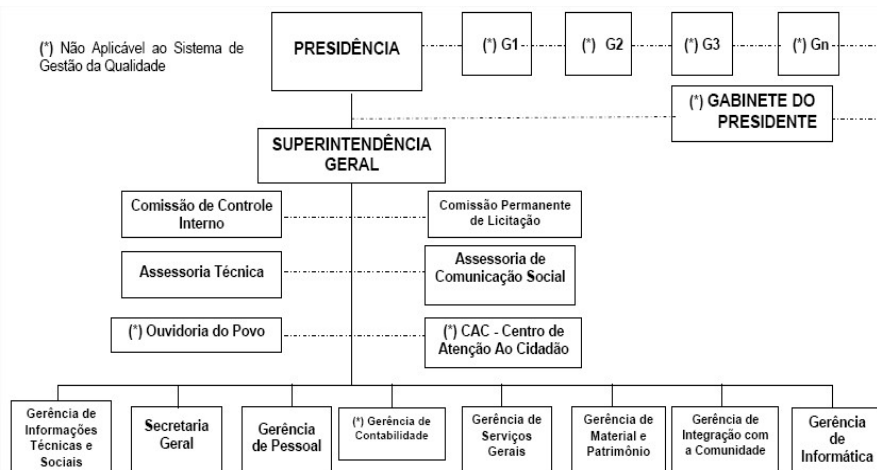 (*) Não Aplicável ao Sistema de
Gestão da Qualidade
PRESIDÊNCIA
(*) G1
(*) G2
(*) G3
(*) Gn
(*) GABINETE DO
PRESIDENTE
SUPERINTENDÊNCIA
GERAL
Comissão de Controle
Interno
Comissão Permanente
de Licitação
Assessoria Técnica
Assessoria de
Comunicação Social
(*) Ouvidoria do Povo
(*) CAC - Centro de
Atenção Ao Cidadão
Gerência de
Informações
Técnicas e
Sociais
Secretaria
Geral
Gerência
de Pessoal
(*) Gerência de
Contabilidade
Gerência de
Serviços
Gerais
Gerência de
Material e
Patrimônio
Gerência de
Integração com
a Comunidade
Gerência
de
Informática